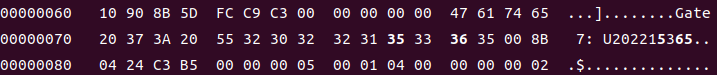 00000060  10 90 8B 5D  FC C9 C3 00  00 00 00 00  47 61 74 65  ...]........Gate
00000070  20 37 3A 20  55 32 30 32  32 31 35 33  36 35 00 8B   7: U202215365..
00000080  04 24 C3 B5  00 00 00 05  00 01 04 00  00 00 00 02  .$..............